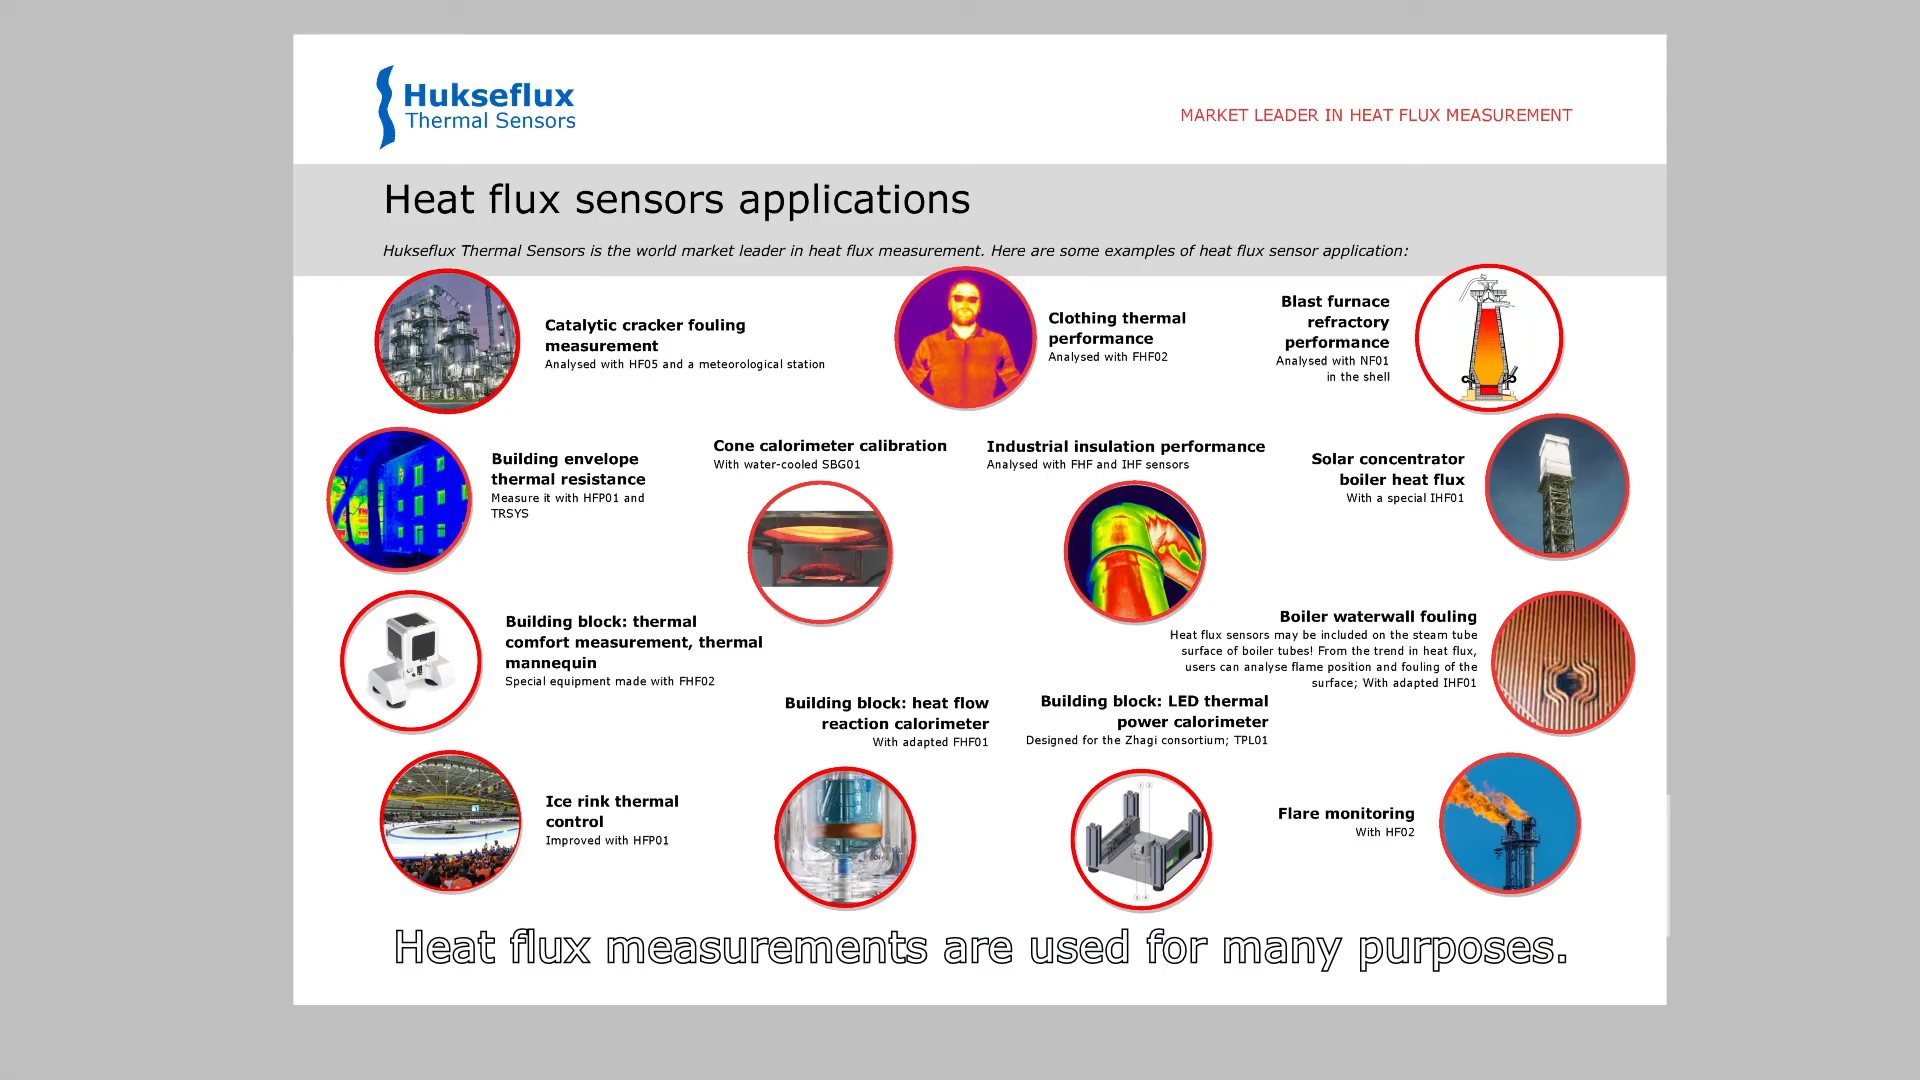 Hukseflux
Thermal Sensors
MARKET LEADER IN HEAT FLUX MEASUREMENT
Heat flux sensors applications
Hukseflux Thermal Sensors is the world market leader in heat flux measurement. Here are some examples of heat flux sensor application:
Catalytic cracker fouling
measurement
Analysed with HF05 and a meteorological station
Clothing thermal
performance
Analysed with FHF02
Blast furnace
refractory
performance
Analysed with NF01
in the shell
Building envelope
thermal resistance
Measure it with HFP01 and
TRSYS
Cone calorimeter calibration
With water-cooled SBG01
Industrial insulation performance
Analysed with FHF and IHF sensors
Solar concentrator
boiler heat flux
With a special IHF01
Building block: thermal
comfort measurement, thermal
mannequin
Special equipment made with FHF02
Boiler waterwall fouling
Heat flux sensors may be included on the steam tube
surface of boiler tubes! From the trend in heat flux,
users can analyse flame position and fouling of the
surface; With adapted IHF01
Building block: heat flow
reaction calorimeter
With adapted FHF01
Building block: LED thermal
power calorimeter
Designed for the Zhagi consortium; TPL01
Ice rink thermal
control
Improved with HFP01
Flare monitoring
With HF02
Heat flux measurements are used for many purposes.